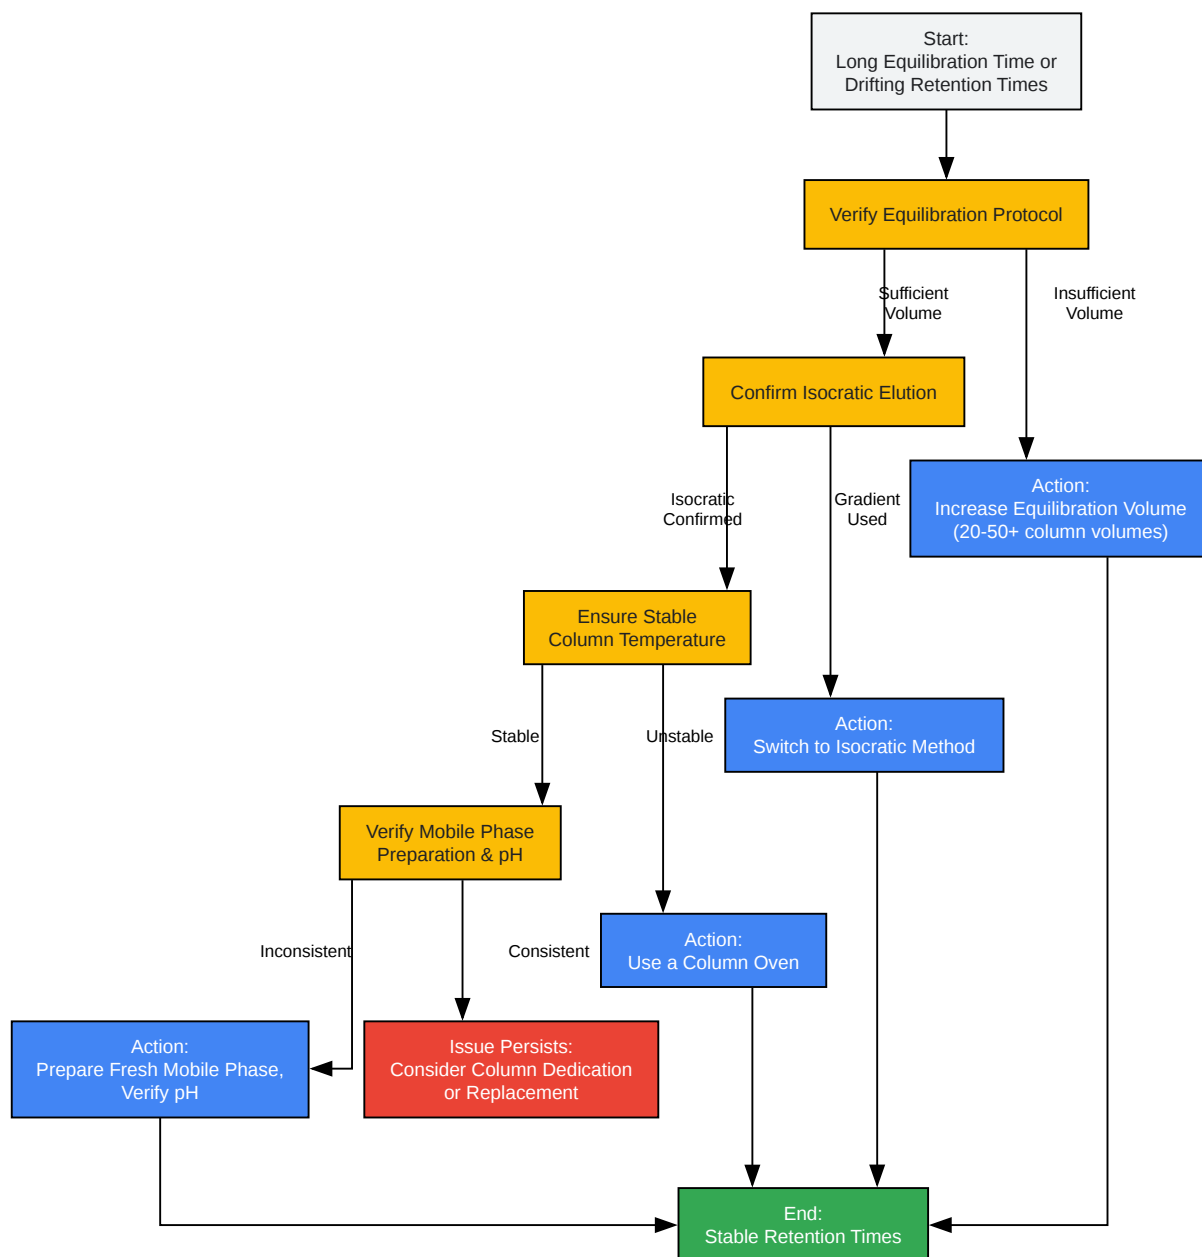 Start:
Long Equilibration Time or
Drifting Retention Times
Verify Equilibration Protocol
Sufficient
Volume
Insufficient
Volume
Confirm Isocratic Elution
Isocratic
Confirmed
Gradient
Used
Action:
Increase Equilibration Volume
(20-50+ column volumes)
Ensure Stable
Column Temperature
Stable
Unstable
Action:
Switch to Isocratic Method
Verify Mobile Phase
Preparation & pH
Inconsistent
Consistent
Action:
Use a Column Oven
Action:
Prepare Fresh Mobile Phase,
Verify pH
Issue Persists:
Consider Column Dedication
or Replacement
End:
Stable Retention Times